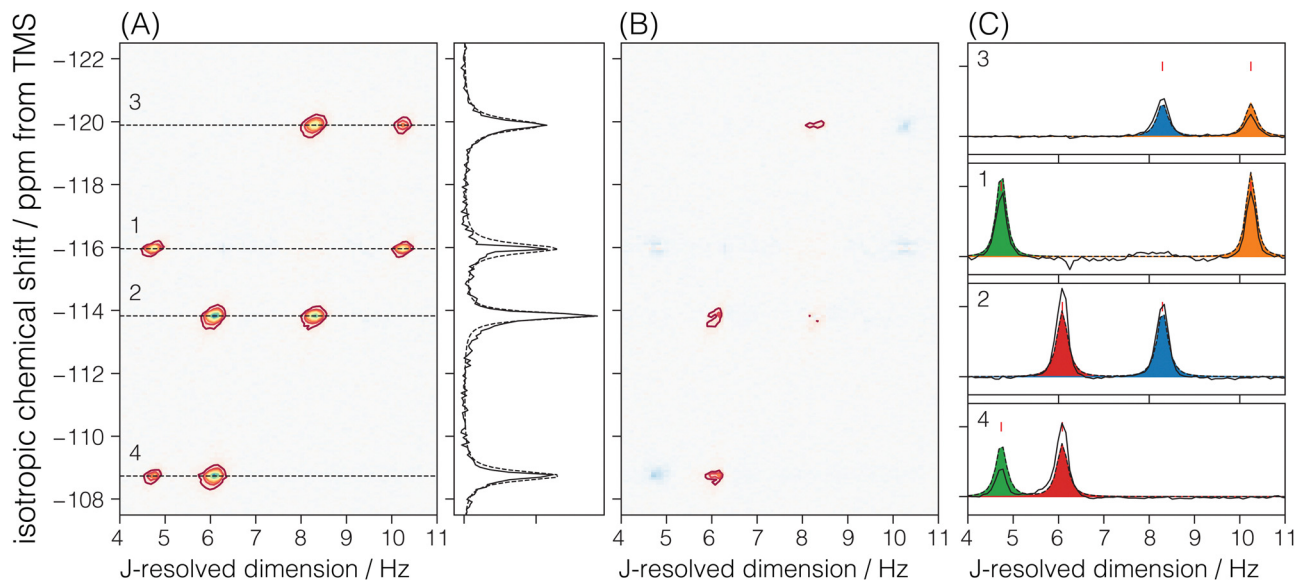 (A)
(B)
(C)
isotropic chemical shift / ppm from TMS
−122
−120
−118
−116
−114
−112
−110
−108
3
1
2
4
4 5 6 7 8 9 10 11
J-resolved dimension / Hz
4 5 6 7 8 9 10 11
J-resolved dimension / Hz
3
1
2
4
4 5 6 7 8 9 10 11
J-resolved dimension / Hz